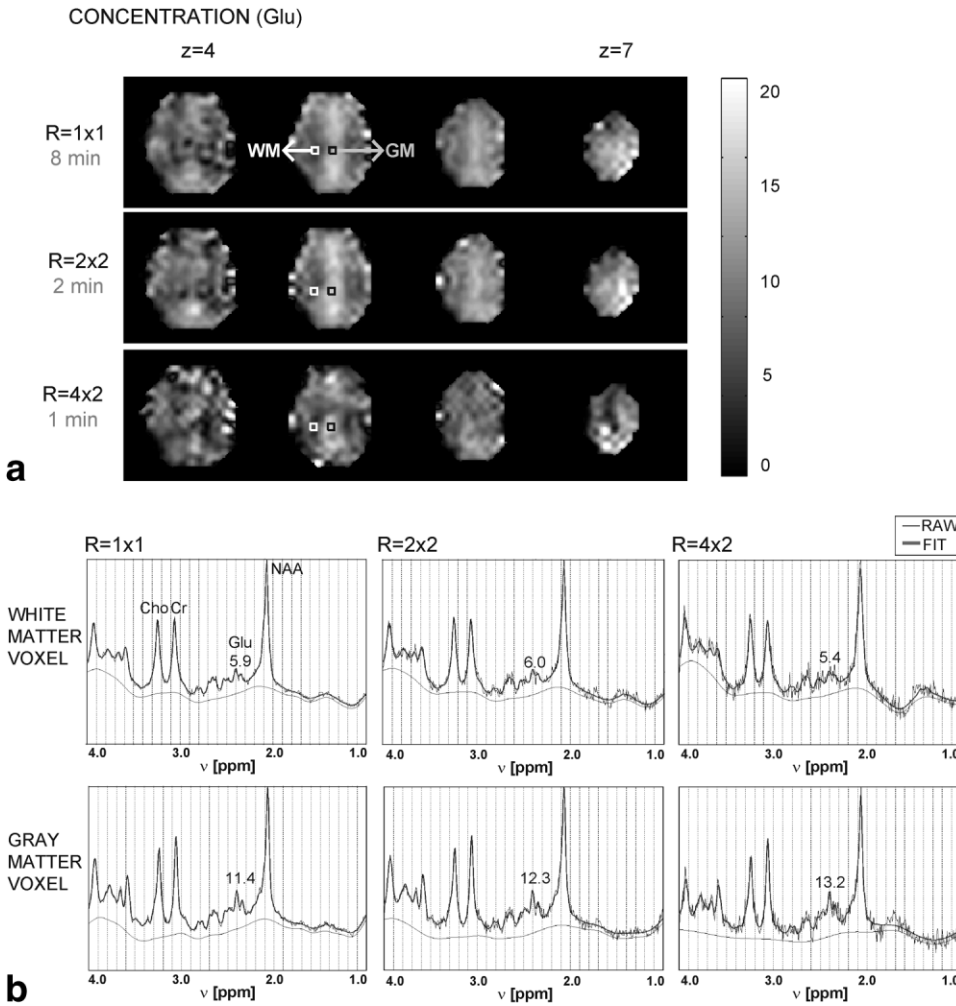 CONCENTRATION (Glu)
z=4 z=7
R=1x1
8 min
WM GM
R=2x2
2 min
R=4x2
1 min
20
15
10
5
0
a
R=1x1 R=2x2 R=4x2
RAW
FIT
WHITE
MATTER
VOXEL
NAA
Cho Cr
Glu
5.9
6.0
5.4
4.0 3.0 2.0 1.0
ν [ppm]
4.0 3.0 2.0 1.0
ν [ppm]
4.0 3.0 2.0 1.0
ν [ppm]
GRAY
MATTER
VOXEL
11.4
12.3
13.2
4.0 3.0 2.0 1.0
ν [ppm]
4.0 3.0 2.0 1.0
ν [ppm]
4.0 3.0 2.0 1.0
ν [ppm]
b